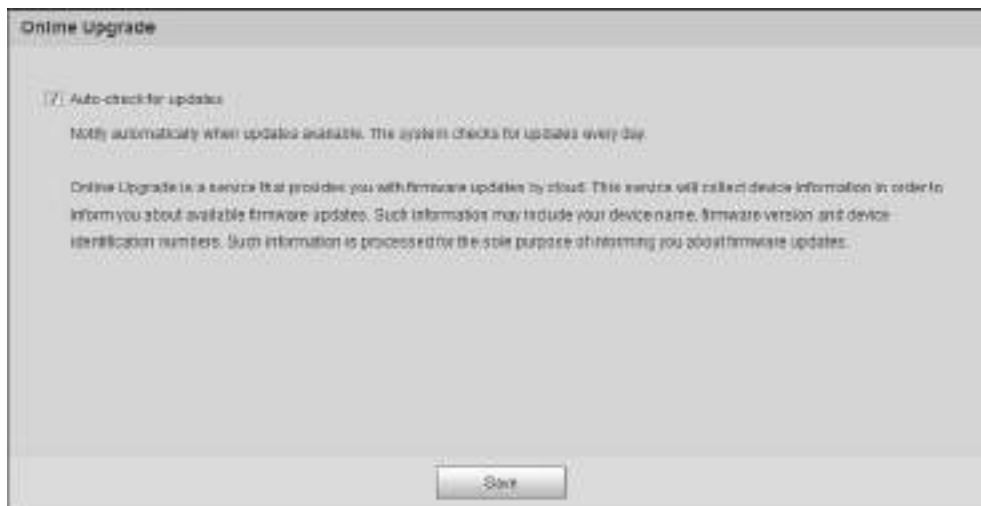 Online Upgrade
Auto-check for updates
Notify automatically when updates available. The system checks for updates every day.
Online Upgrade is a service that provides you with firmware updates by cloud. This service will collect device information in order to
inform you about available firmware updates. Such information may include your device name, firmware version and device
identification numbers. Such information is processed for the sole purpose of informing you about firmware updates.
Save